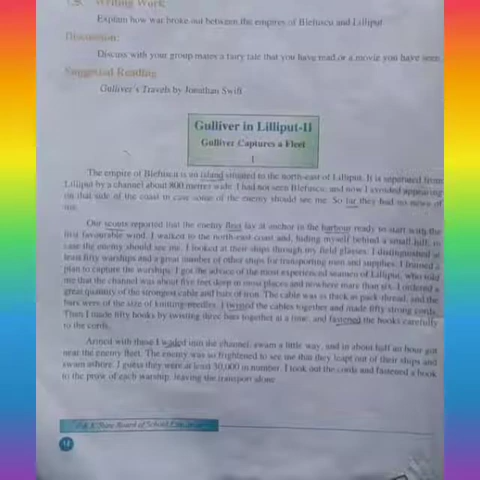 Writing Work:
Explain how war broke out between the empires of Blefuscu and Lilliput
Discussion:
Discuss with your group mates a fairy tale that you have read or a movie you have seen.
Suggested Reading
Gulliver's Travels by Jonathan Swift
Gulliver in Lilliput-II
Gulliver Captures a Fleet
I
The empire of Blefuscu is an island situated to the north-east of Lilliput. It is separated from
Lilliput by a channel about 800 metres wide. I had not seen Blefuscu, and now I avoided appearing
on that side of the coast in case some of the enemy should see me. So far they had no news of
me.
Our scouts reported that the enemy fleet lay at anchor in the harbour ready to start with the
first favourable wind. I walked to the north-east coast and, hiding myself behind a small hill, in
case the enemy should see me. I looked at their ships through my field glasses. I distinguished at
least fifty warships and a great number of other ships for transporting men and supplies. I framed a
plan to capture the warships. I got the advice of the most experienced seamen of Lilliput, who told
me that the channel was about five feet deep in most places and nowhere more than six. I ordered a
great quantity of the strongest cable and bars of iron. The cable was as thick as pack-thread, and the
bars were of the size of knitting-needles. I twisted the cables together and made fifty strong cords.
Then I made fifty hooks by twisting three bars together at a time, and fastened the hooks carefully
to the cords.
Armed with these I waded into the channel, swam a little way, and in about half an hour got
near the enemy fleet. The enemy was so frightened to see me that they leapt out of their ships and
swam ashore. I guess they were at least 30,000 in number. I took out the cords and fastened a hook
to the prow of each warship, leaving the transport alone.
J & K State Board of School Education